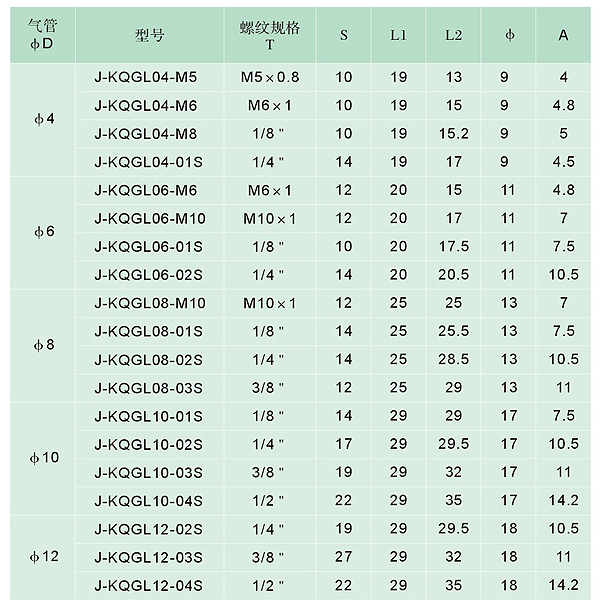 气管 φD 型号 螺纹规格 T S L1 L2 φ A
φ4
J-KQGL04-M5 M5×0.8 10 19 13 9 4
J-KQGL04-M6 M6×1 10 19 15 9 4.8
J-KQGL04-M8 1/8" 10 19 15.2 9 5
J-KQGL04-01S 1/4" 14 19 17 9 4.5
φ6
J-KQGL06-M6 M6×1 12 20 15 11 4.8
J-KQGL06-M10 M10×1 12 20 17 11 7
J-KQGL06-01S 1/8" 10 20 17.5 11 7.5
J-KQGL06-02S 1/4" 14 20 20.5 11 10.5
φ8
J-KQGL08-M10 M10×1 12 25 25 13 7
J-KQGL08-01S 1/8" 14 25 25.5 13 7.5
J-KQGL08-02S 1/4" 14 25 28.5 13 10.5
J-KQGL08-03S 3/8" 12 25 29 13 11
φ10
J-KQGL10-01S 1/8" 14 29 29 17 7.5
J-KQGL10-02S 1/4" 17 29 29.5 17 10.5
J-KQGL10-03S 3/8" 19 29 32 17 11
J-KQGL10-04S 1/2" 22 29 35 17 14.2
φ12
J-KQGL12-02S 1/4" 19 29 29.5 18 10.5
J-KQGL12-03S 3/8" 27 29 32 18 11
J-KQGL12-04S 1/2" 22 29 35 18 14.2